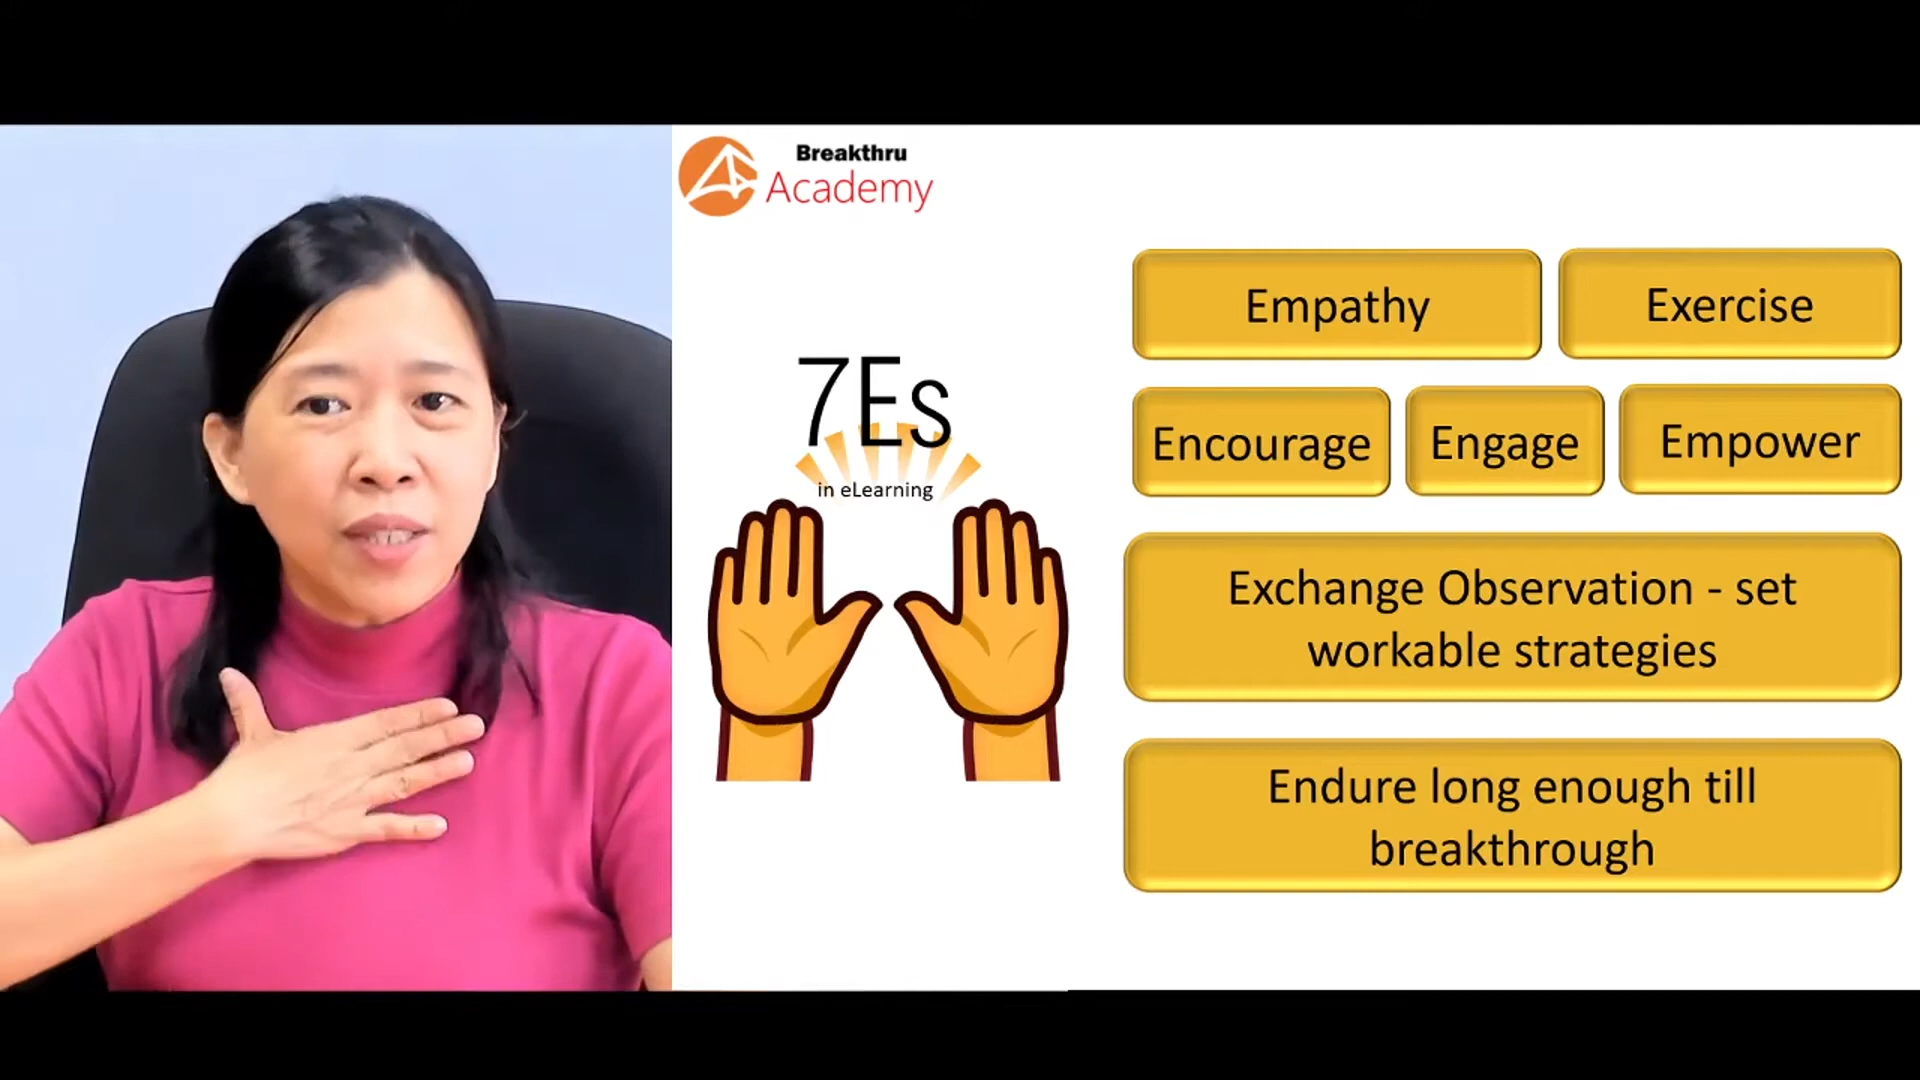 Breakthru
Academy
7Es
in eLearning
Empathy
Exercise
Encourage
Engage
Empower
Exchange Observation - set
workable strategies
Endure long enough till
breakthrough